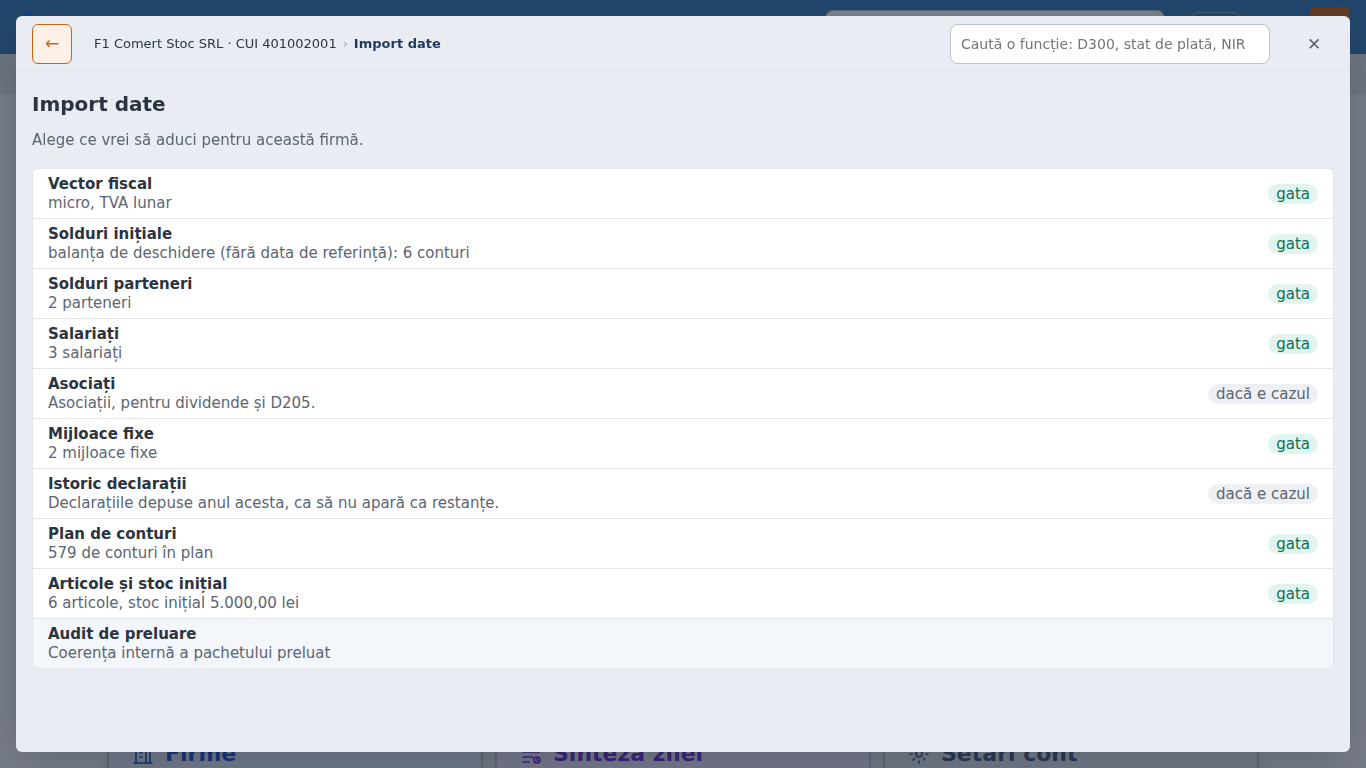 ←
F1 Comert Stoc SRL · CUI 401002001 › Import date
Caută o funcție: D300, stat de plată, NIR
✕
Import date
Alege ce vrei să aduci pentru această firmă.
Vector fiscal
micro, TVA lunar
gata
Solduri inițiale
balanța de deschidere (fără data de referință): 6 conturi
gata
Solduri parteneri
2 parteneri
gata
Salariați
3 salariați
gata
Asociați
Asociații, pentru dividende și D205.
dacă e cazul
Mijloace fixe
2 mijloace fixe
gata
Istoric declarații
Declarațiile depuse anul acesta, ca să nu apară ca restanțe.
dacă e cazul
Plan de conturi
579 de conturi în plan
gata
Articole și stoc inițial
6 articole, stoc inițial 5.000,00 lei
gata
Audit de preluare
Coerența internă a pachetului preluat
Firme
Sinteza zilei
Setări cont